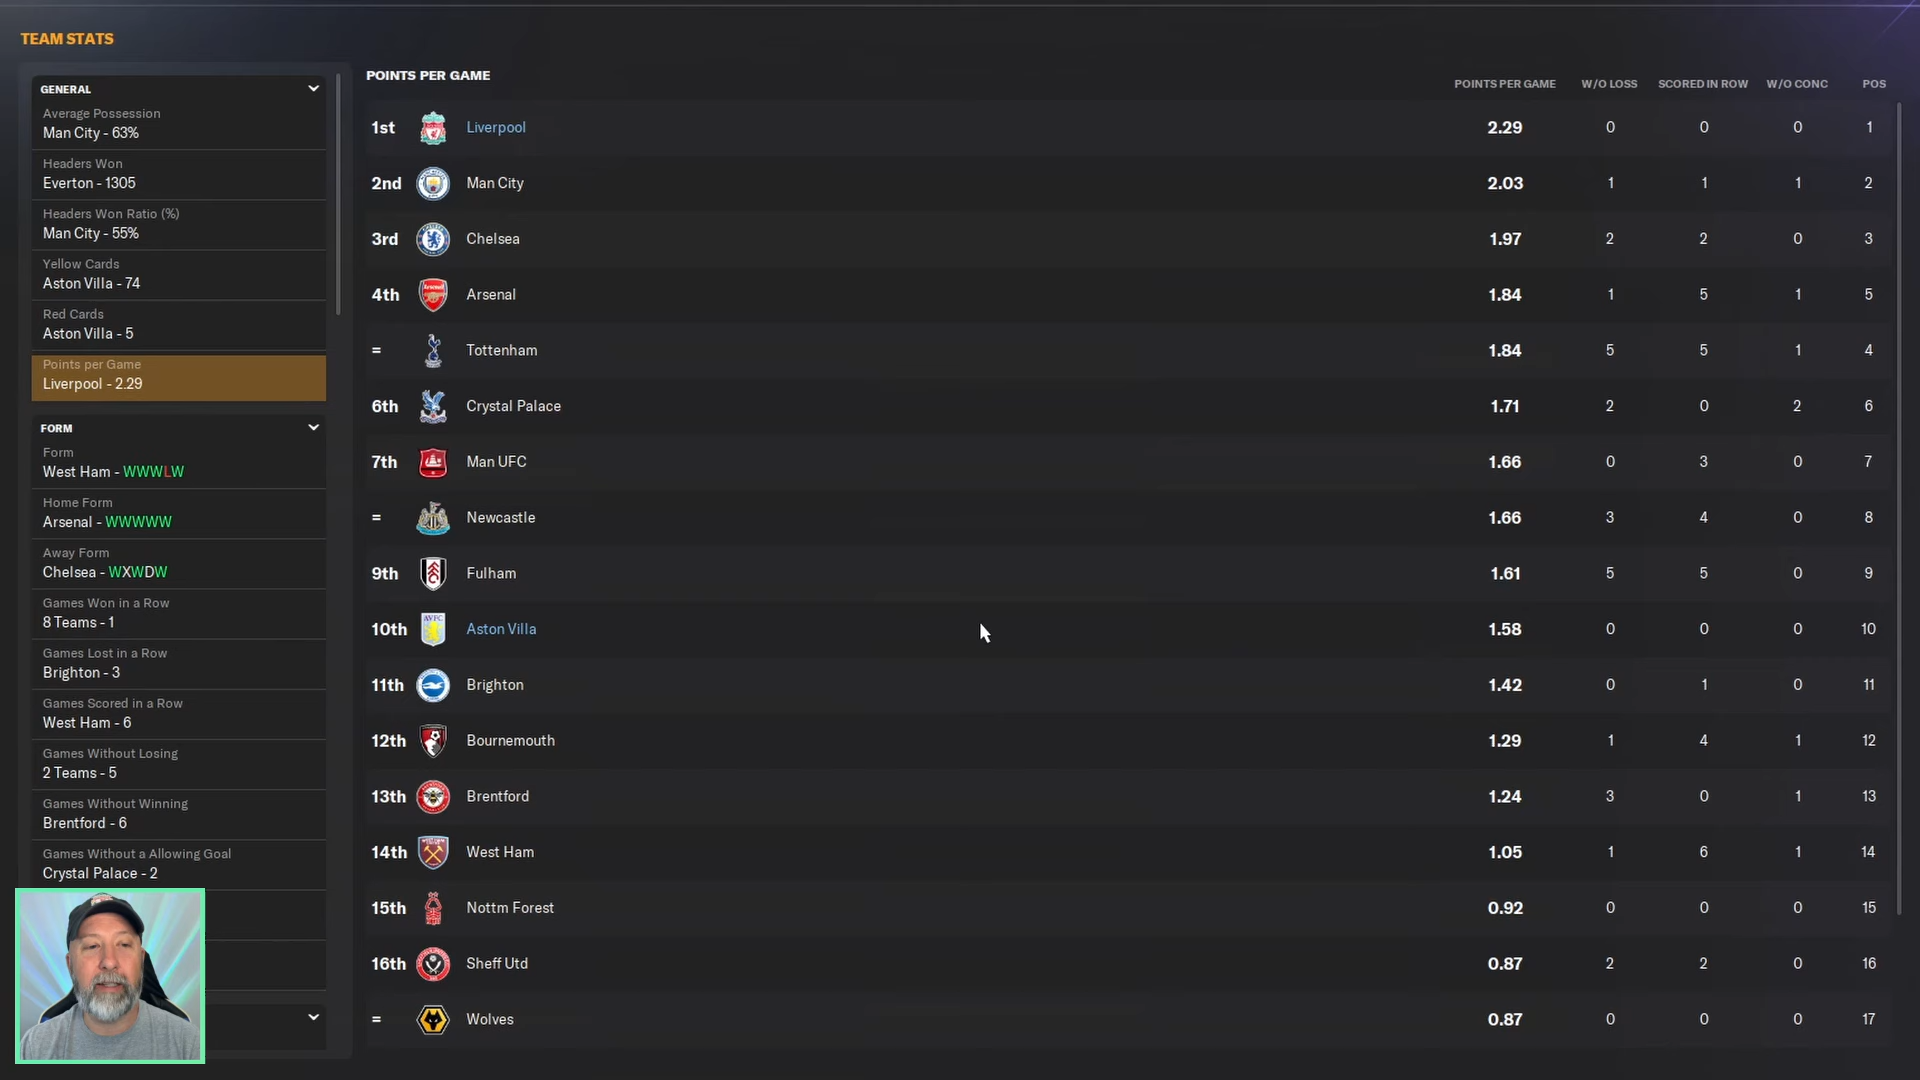 TEAM STATS
GENERAL
Average Possession
Man City - 63%
Headers Won
Everton - 1305
Headers Won Ratio (%)
Man City - 55%
Yellow Cards
Aston Villa - 74
Red Cards
Aston Villa - 5
Points per Game
Liverpool - 2.29
FORM
Form
West Ham - WWWLW
Home Form
Arsenal - WWWWW
Away Form
Chelsea - WXWDW
Games Won in a Row
8 Teams - 1
Games Lost in a Row
Brighton - 3
Games Scored in a Row
West Ham - 6
Games Without Losing
2 Teams - 5
Games Without Winning
Brentford - 6
Games Without a Allowing Goal
Crystal Palace - 2
POINTS PER GAME
POINTS PER GAME W/O LOSS SCORED IN ROW W/O CONC POS
1st Liverpool 2.29 0 0 0 1
2nd Man City 2.03 1 1 1 2
3rd Chelsea 1.97 2 2 0 3
4th Arsenal 1.84 1 5 1 5
= Tottenham 1.84 5 5 1 4
6th Crystal Palace 1.71 2 0 2 6
7th Man UFC 1.66 0 3 0 7
= Newcastle 1.66 3 4 0 8
9th Fulham 1.61 5 5 0 9
10th AVFC Aston Villa 1.58 0 0 0 10
11th Brighton 1.42 0 1 0 11
12th Bournemouth 1.29 1 4 1 12
13th Brentford 1.24 3 0 1 13
14th West Ham 1.05 1 6 1 14
15th Nottm Forest 0.92 0 0 0 15
16th Sheff Utd 0.87 2 2 0 16
= Wolves 0.87 0 0 0 17